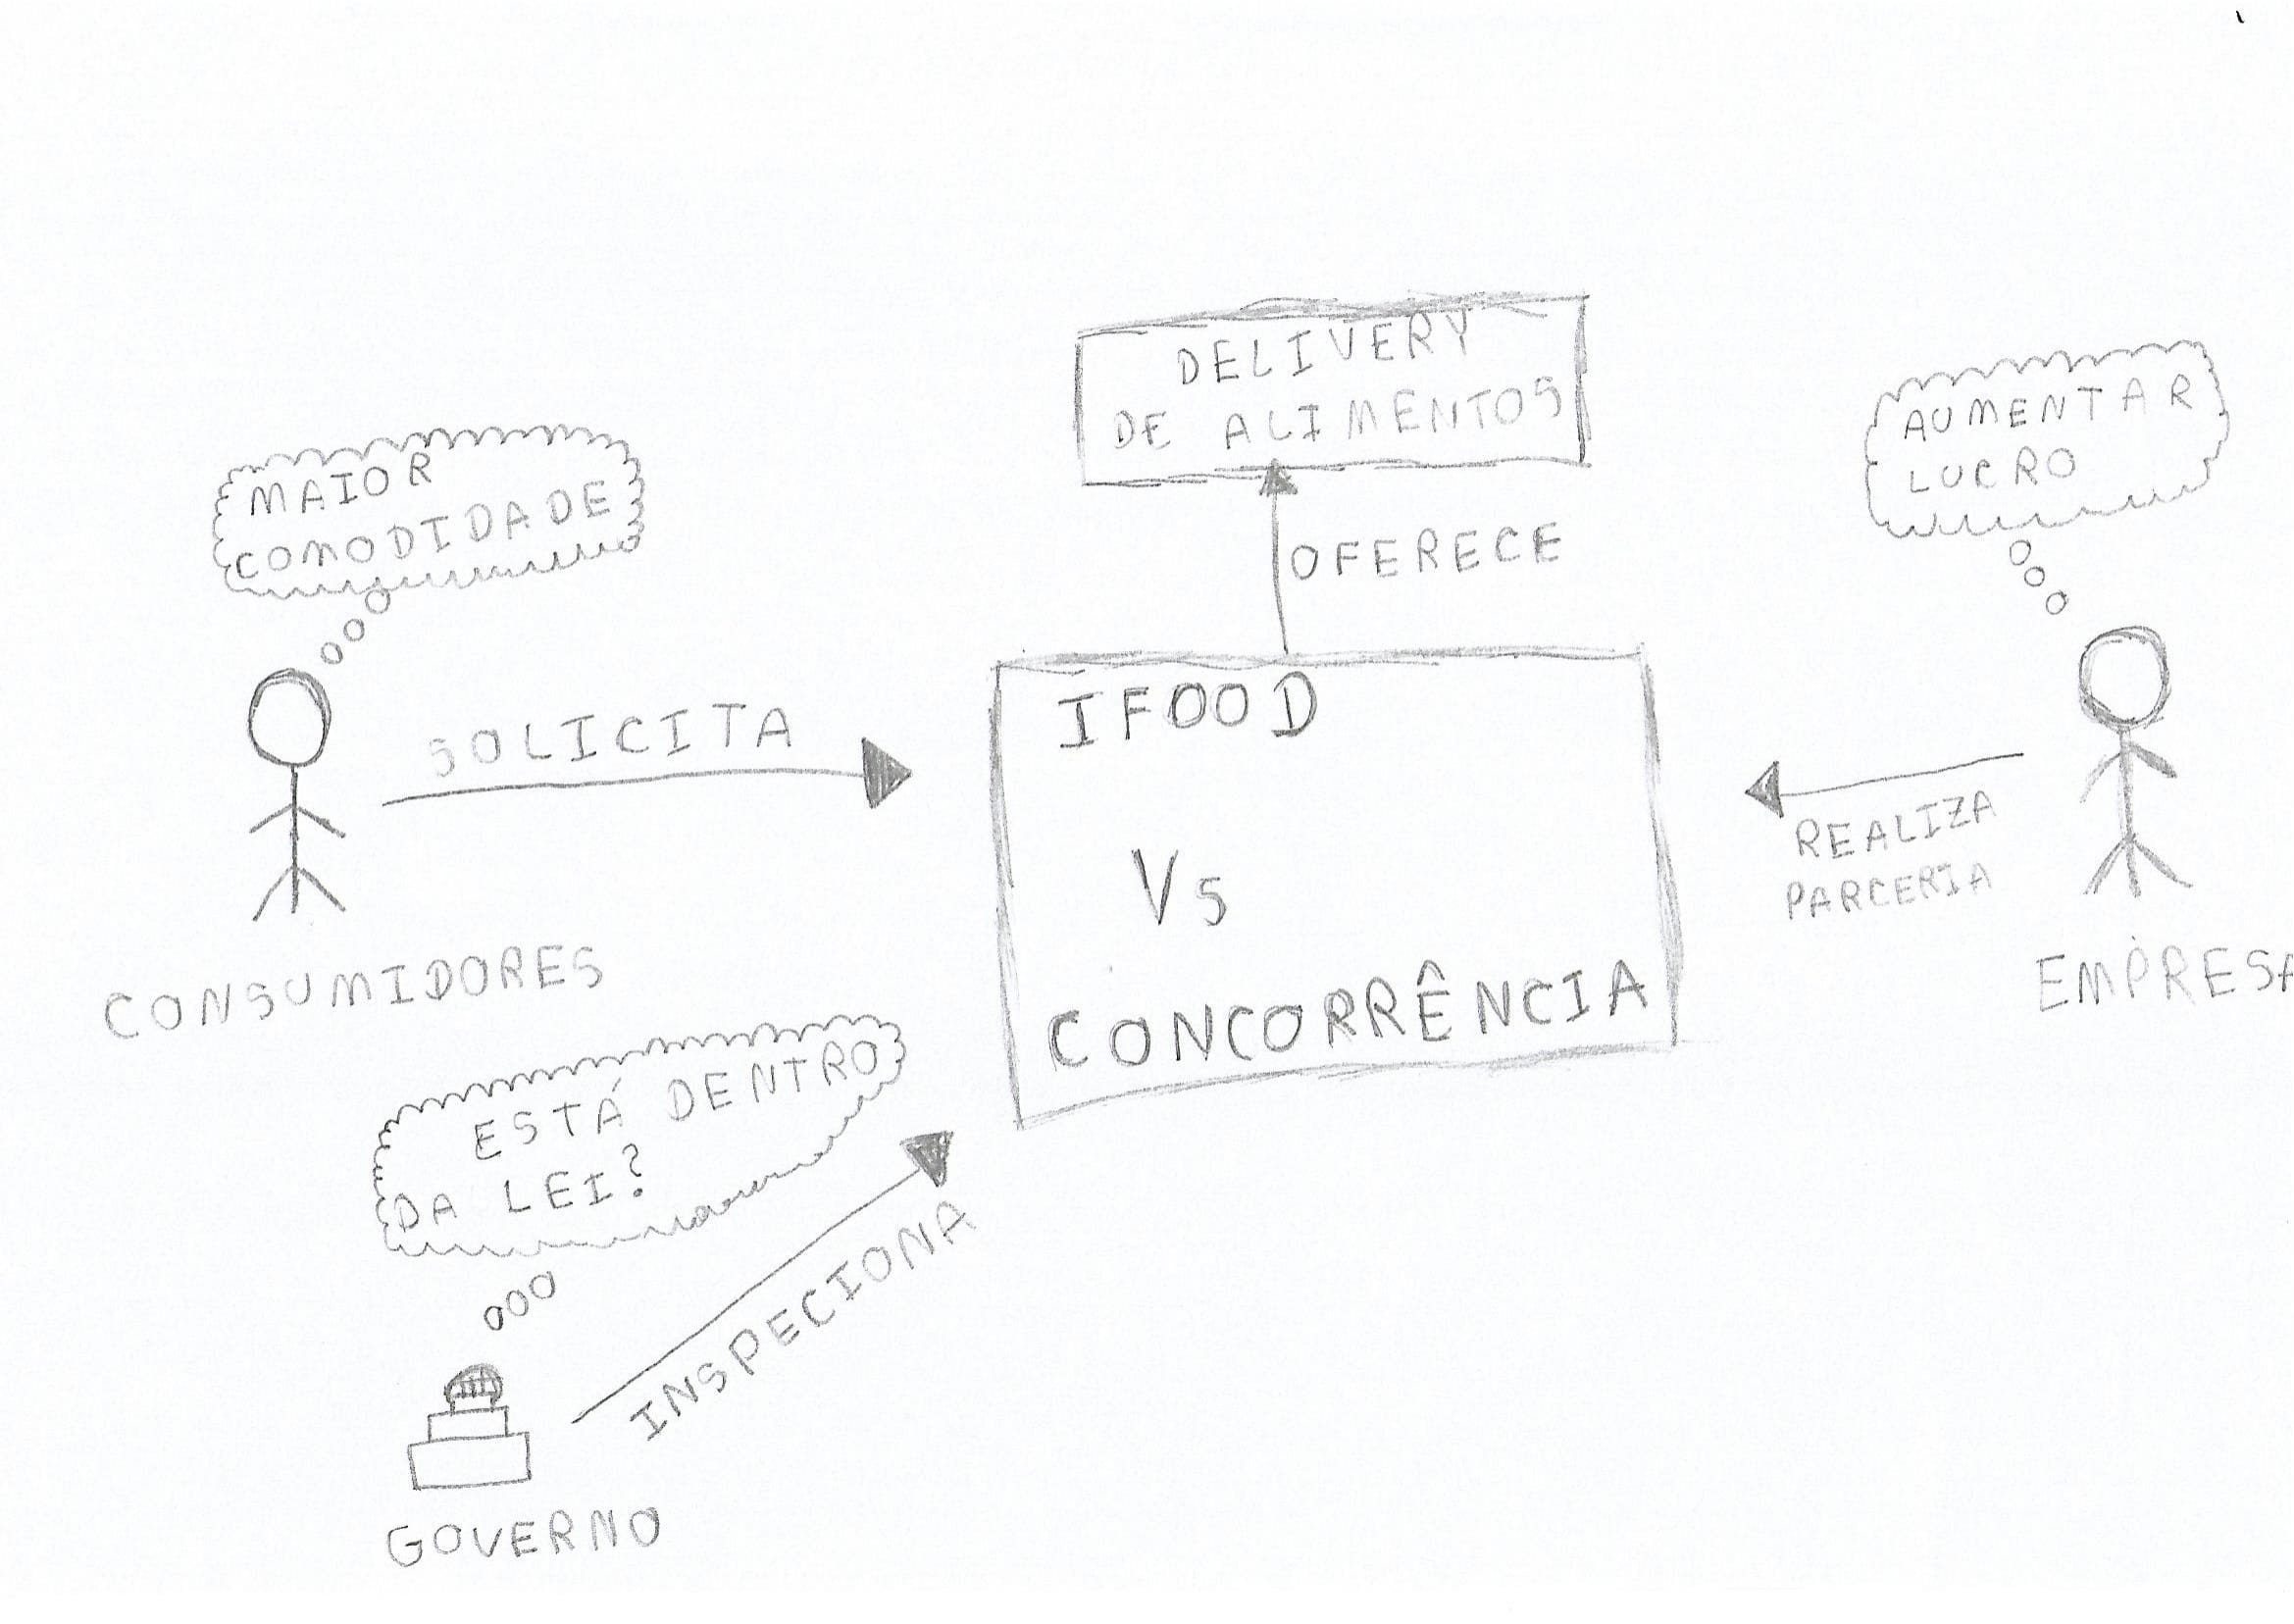 DELIVERY
DE ALIMENTOS
AUMENTAR
LUCRO
MAIOR
COMODIDADE
OFERECE
SOLICITA
IFOOD
Vs
CONCORRÊNCIA
REALIZA
PARCERIA
CONSUMIDORES
EMPRESA
ESTÁ DENTRO
DA LEI?
INSPECIONA
GOVERNO